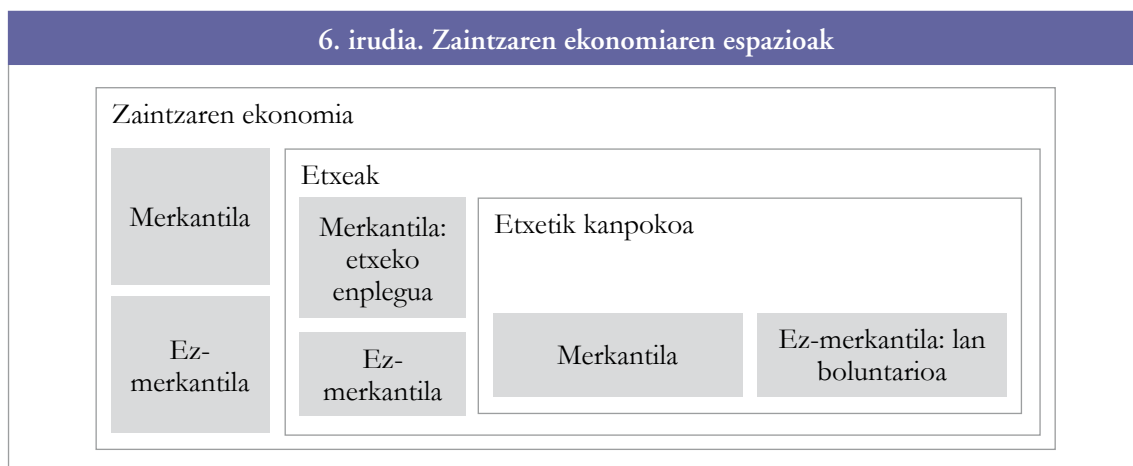 6. irudia. Zaintzaren ekonomiaren espazioak
Zaintzaren ekonomia
Merkantila
Ez-
merkantila
Etxeak
Merkantila:
etxeko
enplegua
Ez-
merkantila
Etxetik kanpokoa
Merkantila
Ez-merkantila: lan
boluntarioa